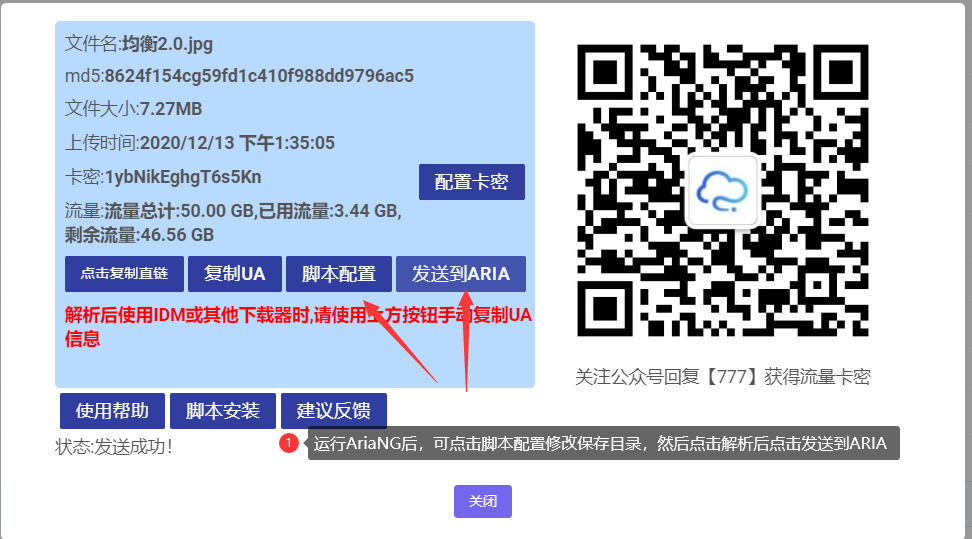 文件名:均衡2.0.jpg
md5:8624f154cg59fd1c410f988dd9796ac5
文件大小:7.27MB
上传时间:2020/12/13 下午1:35:05
卡密:1ybNikEghgT6s5Kn
配置卡密
流量:流量总计:50.00 GB,已用流量:3.44 GB,
剩余流量:46.56 GB
点击复制直链 复制UA 脚本配置 发送到ARIA
解析后使用IDM或其他下载器时,请使用上方按钮手动复制UA
信息
关注公众号回复【777】获得流量卡密
使用帮助 脚本安装 建议反馈
状态:发送成功!
1 运行AriaNG后，可点击脚本配置修改保存目录，然后点击解析后点击发送到ARIA
关闭